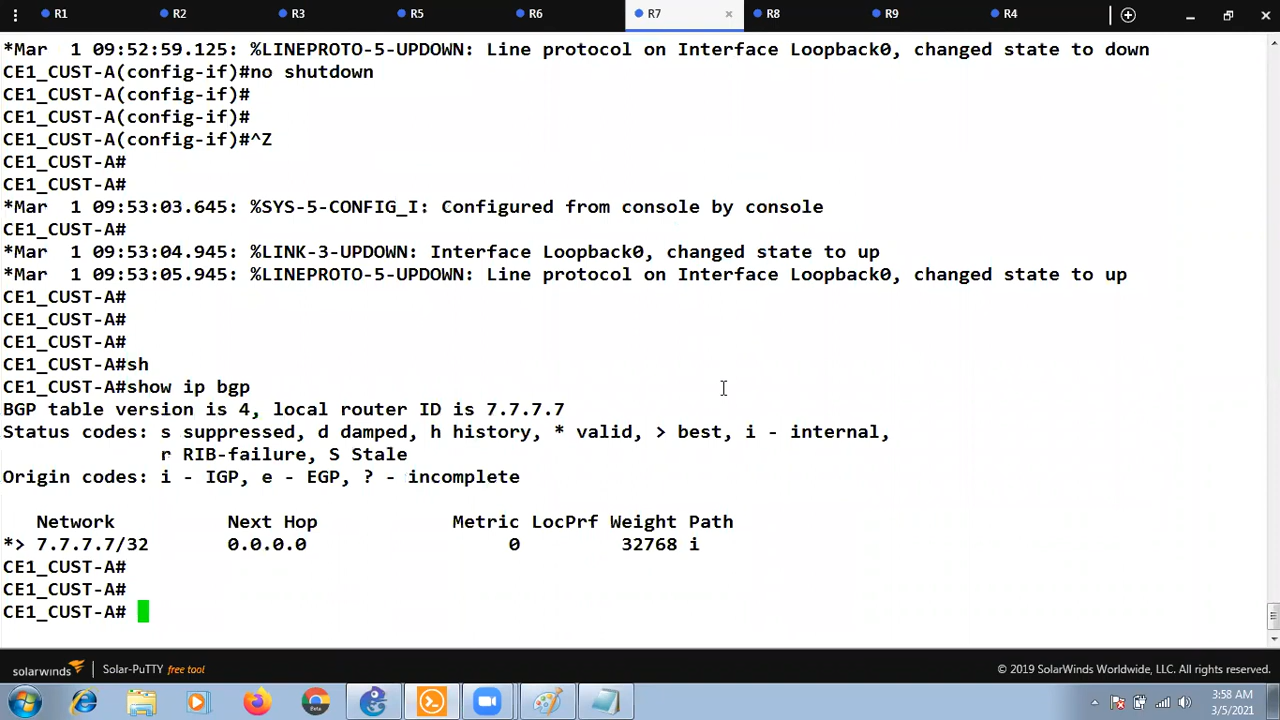 R1 R2 R3 R5 R6 R7 × R8 R9 R4
*Mar  1 09:52:59.125: %LINEPROTO-5-UPDOWN: Line protocol on Interface Loopback0, changed state to down
CE1_CUST-A(config-if)#no shutdown
CE1_CUST-A(config-if)#
CE1_CUST-A(config-if)#
CE1_CUST-A(config-if)#^Z
CE1_CUST-A#
CE1_CUST-A#
*Mar  1 09:53:03.645: %SYS-5-CONFIG_I: Configured from console by console
CE1_CUST-A#
*Mar  1 09:53:04.945: %LINK-3-UPDOWN: Interface Loopback0, changed state to up
*Mar  1 09:53:05.945: %LINEPROTO-5-UPDOWN: Line protocol on Interface Loopback0, changed state to up
CE1_CUST-A#
CE1_CUST-A#
CE1_CUST-A#
CE1_CUST-A#sh
CE1_CUST-A#show ip bgp
BGP table version is 4, local router ID is 7.7.7.7
Status codes: s suppressed, d damped, h history, * valid, > best, i - internal,
r RIB-failure, S Stale
Origin codes: i - IGP, e - EGP, ? - incomplete
Network Next Hop Metric LocPrf Weight Path
*> 7.7.7.7/32 0.0.0.0 0 32768 i
CE1_CUST-A#
CE1_CUST-A#
CE1_CUST-A#
solarwinds Solar-PuTTY free tool © 2019 SolarWinds Worldwide, LLC. All rights reserved.
Beta
3:58 AM
3/5/2021